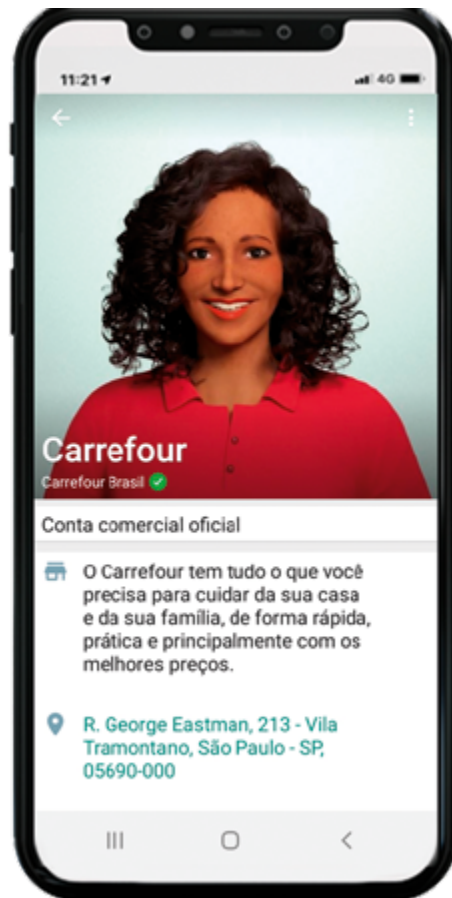 11:21
4G
Carrefour
Carrefour Brasil
Conta comercial oficial
O Carrefour tem tudo o que você
precisa para cuidar da sua casa
e da sua família, de forma rápida,
prática e principalmente com os
melhores preços.
R. George Eastman, 213 - Vila
Tramontano, São Paulo - SP,
05690-000